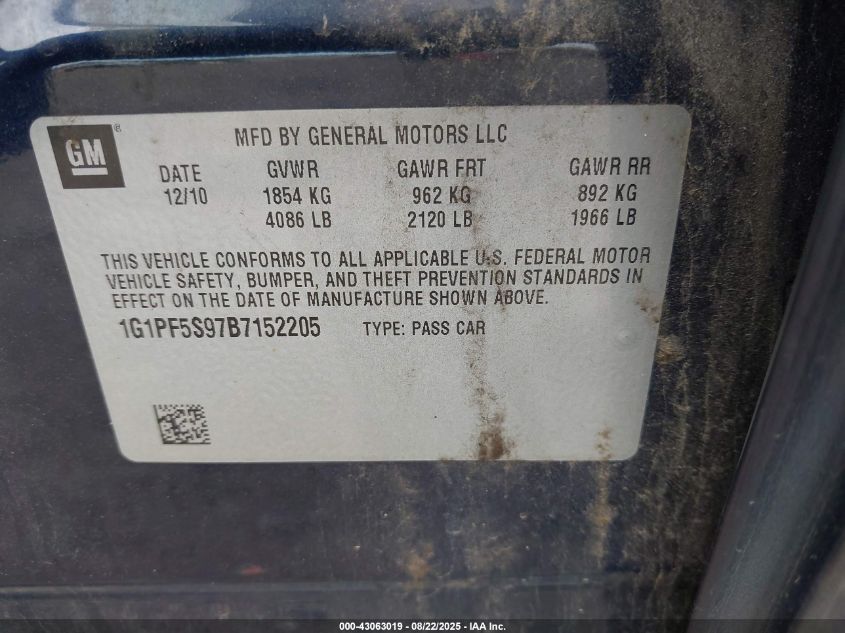 GM ®
MFD BY GENERAL MOTORS LLC
DATE GVWR GAWR FRT GAWR RR
12/10 1854 KG 962 KG 892 KG
4086 LB 2120 LB 1966 LB
THIS VEHICLE CONFORMS TO ALL APPLICABLE U.S. FEDERAL MOTOR
VEHICLE SAFETY, BUMPER, AND THEFT PREVENTION STANDARDS IN
EFFECT ON THE DATE OF MANUFACTURE SHOWN ABOVE.
1G1PF5S97B7152205 TYPE: PASS CAR
000-43063019 - 08/22/2025 - IAA Inc.